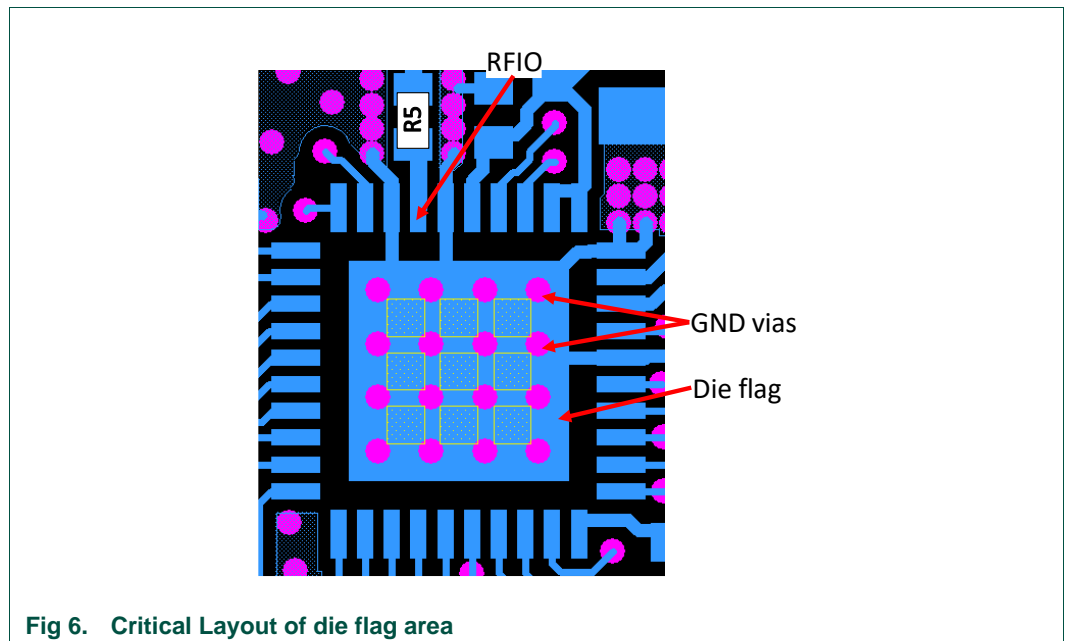 RFIO
R5
GND vias
Die flag
Fig 6. Critical Layout of die flag area